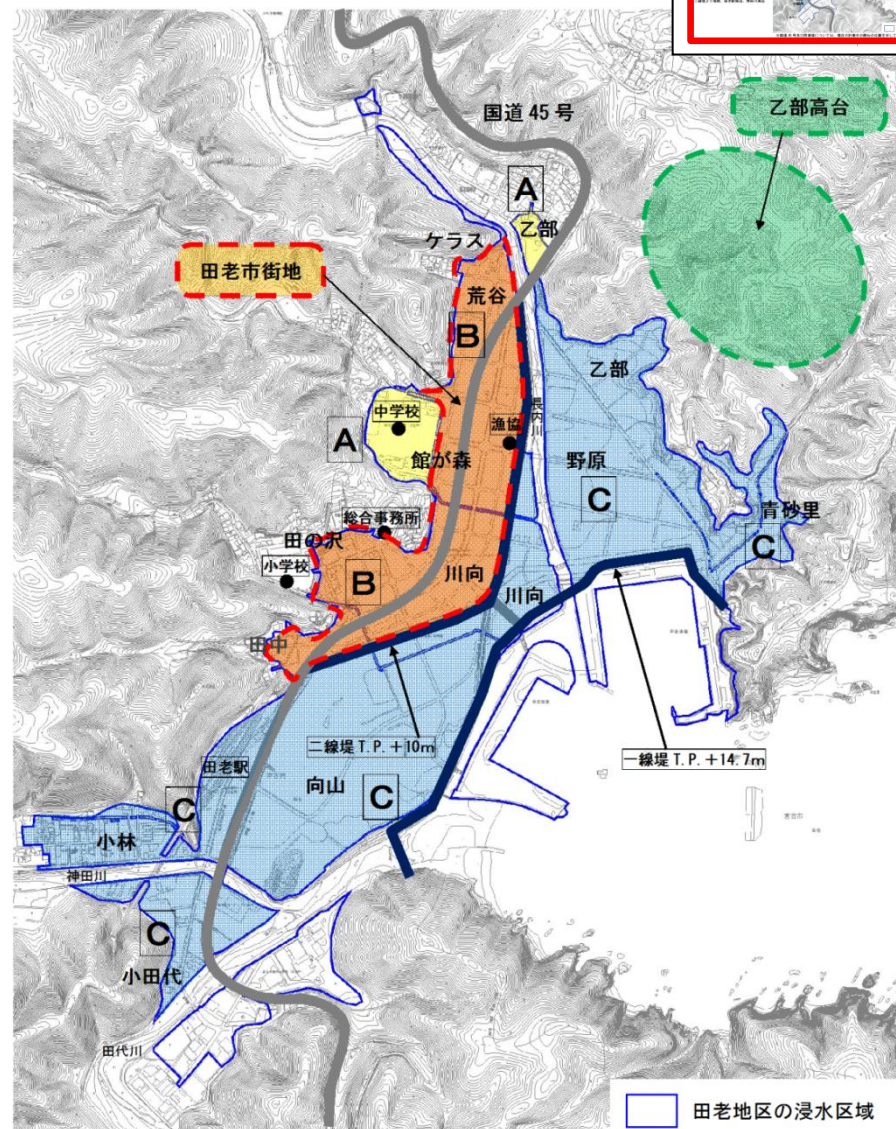 国道45号
乙部高台
A
乙部
ケラス
田老市街地
荒谷
B
乙部
長内川
中学校
漁協
A
館が森
野原
C
総合事務所
青砂里
田の沢
C
小学校
B
川向
川向
田中
二線堤 T.P.+10m
一線堤 T.P.+14.7m
田老駅
向山
C
C
小林
宮古市
神田川
C
小田代
田代川
田老地区の浸水区域